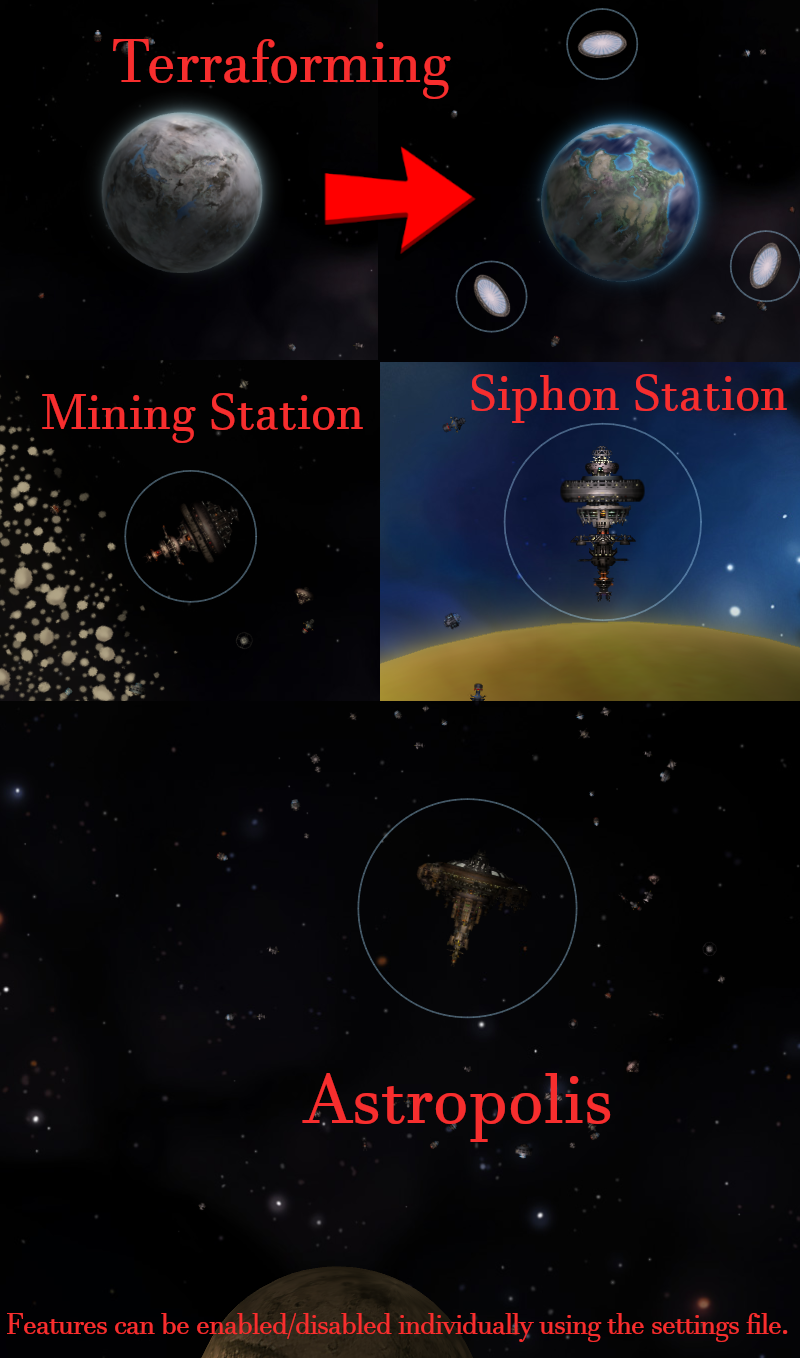 Terraforming
Mining Station
Siphon Station
Astropolis
Features can be enabled/disabled individually using the settings file.